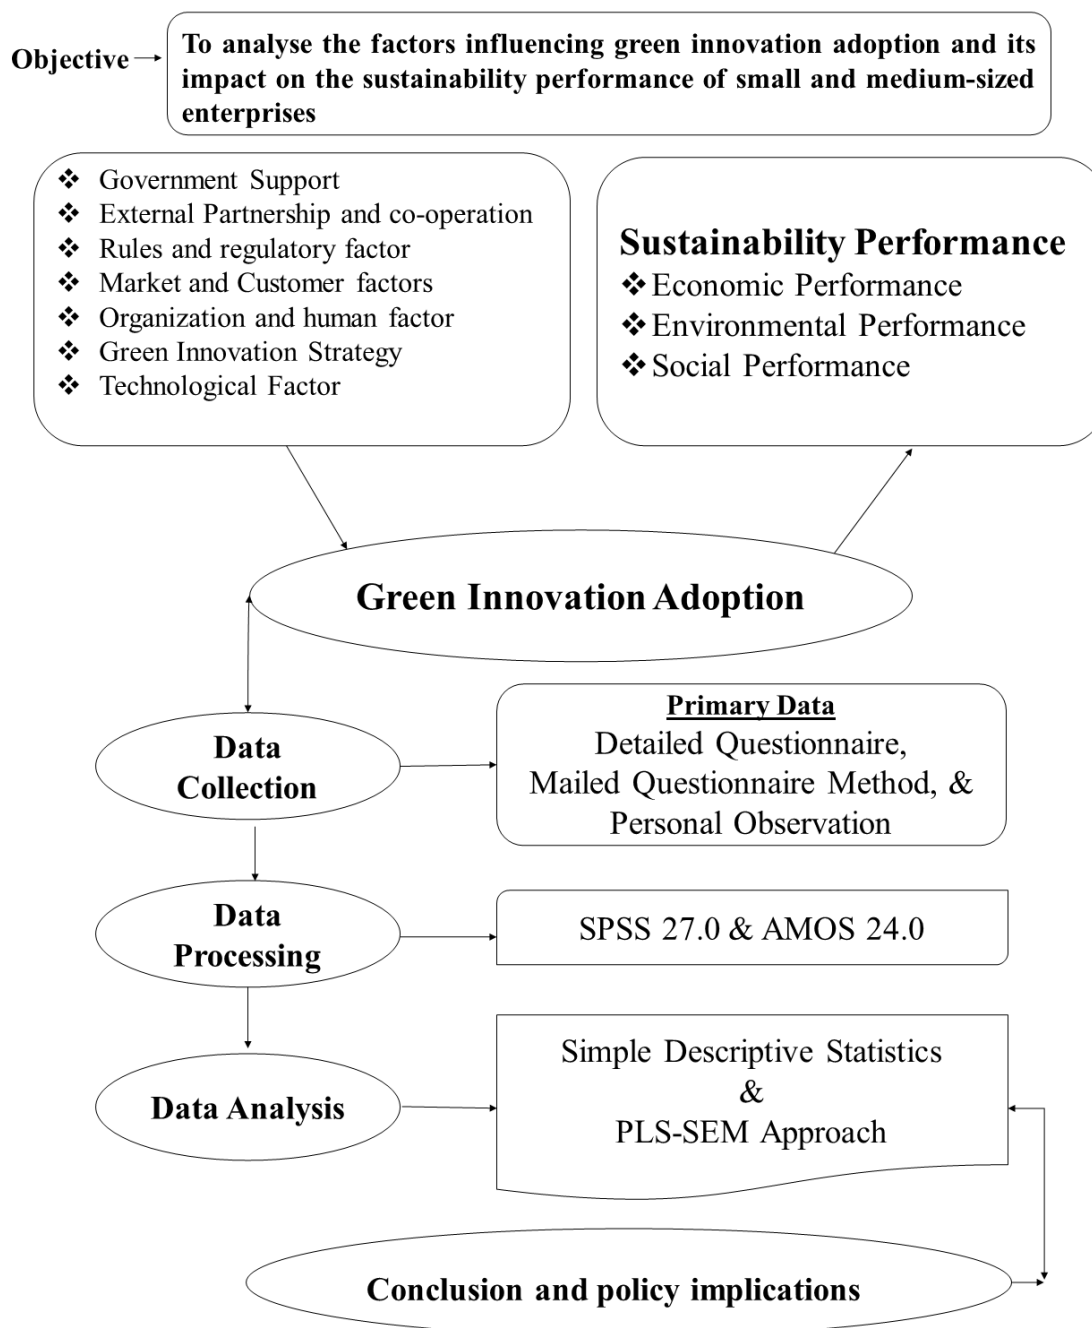 Objective
To analyse the factors influencing green innovation adoption and its
impact on the sustainability performance of small and medium-sized
enterprises
❖ Government Support
❖ External Partnership and co-operation
❖ Rules and regulatory factor
❖ Market and Customer factors
❖ Organization and human factor
❖ Green Innovation Strategy
❖ Technological Factor
Sustainability Performance
❖ Economic Performance
❖ Environmental Performance
❖ Social Performance
Green Innovation Adoption
Data
Collection
Primary Data
Detailed Questionnaire,
Mailed Questionnaire Method, &
Personal Observation
Data
Processing
SPSS 27.0 & AMOS 24.0
Data Analysis
Simple Descriptive Statistics
&
PLS-SEM Approach
Conclusion and policy implications